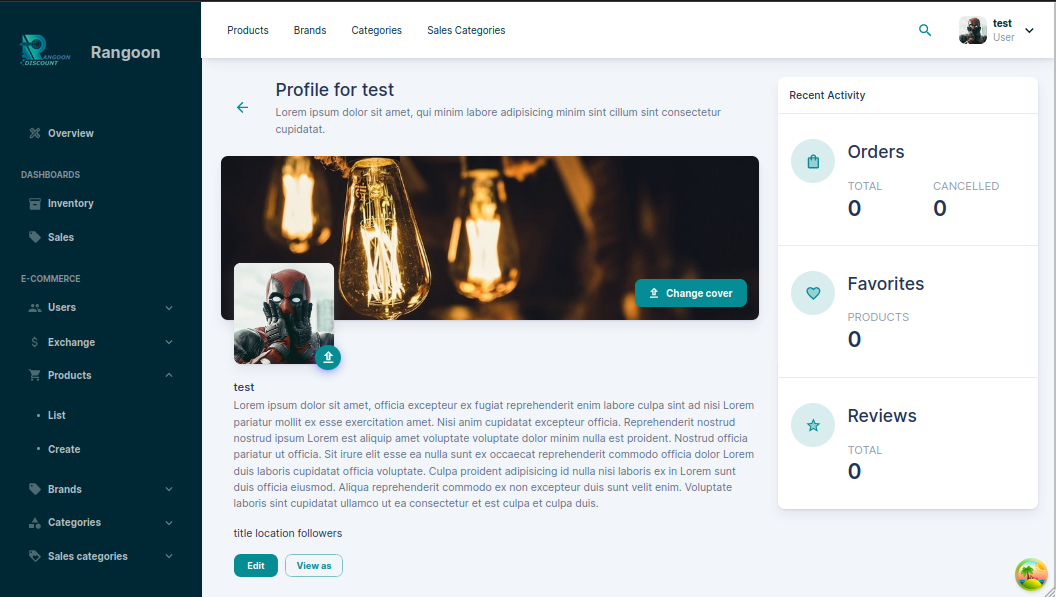 RANGOON
DISCOUNT
Rangoon
Overview
DASHBOARDS
Inventory
Sales
E-COMMERCE
Users
Exchange
Products
List
Create
Brands
Categories
Sales categories
Products Brands Categories Sales Categories
test
User
Profile for test
Lorem ipsum dolor sit amet, qui minim labore adipisicing minim sint cillum sint consectetur
cupidatat.
Change cover
test
Lorem ipsum dolor sit amet, officia excepteur ex fugiat reprehenderit enim labore culpa sint ad nisi Lorem
pariatur mollit ex esse exercitation amet. Nisi anim cupidatat excepteur officia. Reprehenderit nostrud
nostrud ipsum Lorem est aliquip amet voluptate voluptate dolor minim nulla est proident. Nostrud officia
pariatur ut officia. Sit irure elit esse ea nulla sunt ex occaecat reprehenderit commodo officia dolor Lorem
duis laboris cupidatat officia voluptate. Culpa proident adipisicing id nulla nisi laboris ex in Lorem sunt
duis officia eiusmod. Aliqua reprehenderit commodo ex non excepteur duis sunt velit enim. Voluptate
laboris sint cupidatat ullamco ut ea consectetur et est culpa et culpa duis.
title location followers
Edit View as
Recent Activity
Orders
TOTAL CANCELLED
0 0
Favorites
PRODUCTS
0
Reviews
TOTAL
0